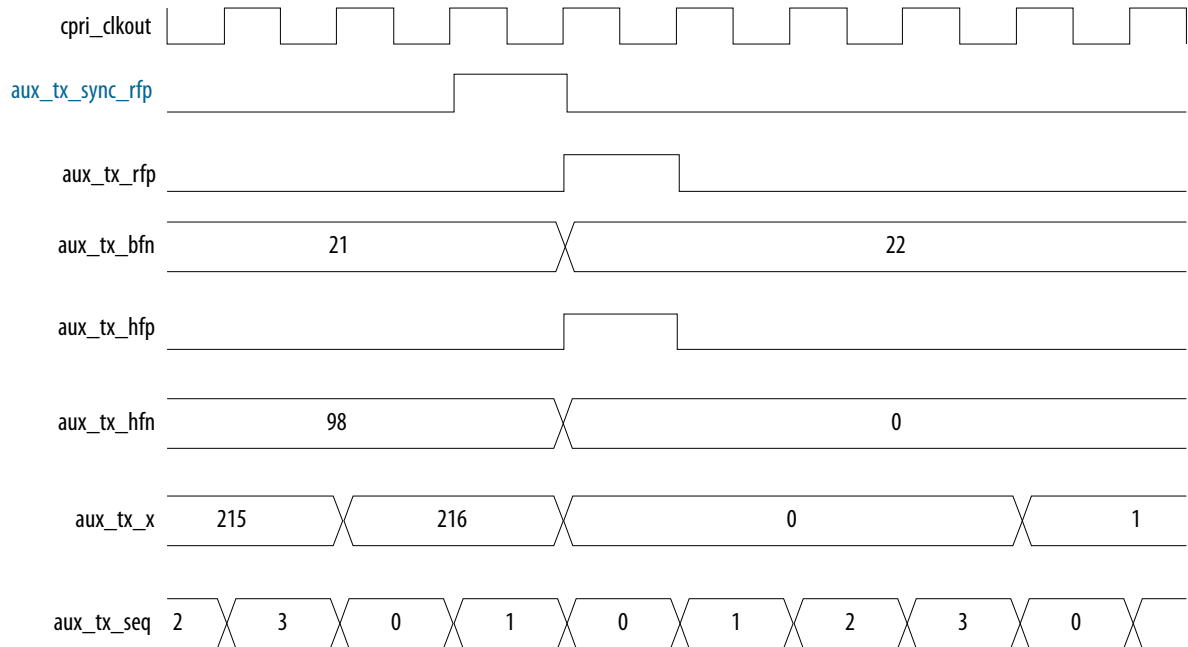 cpri_clkout
aux_tx_sync_rfp
aux_tx_rfp
aux_tx_bfn 21 22
aux_tx_hfp
aux_tx_hfn 98 0
aux_tx_x 215 216 0 1
aux_tx_seq 2 3 0 1 0 1 2 3 0